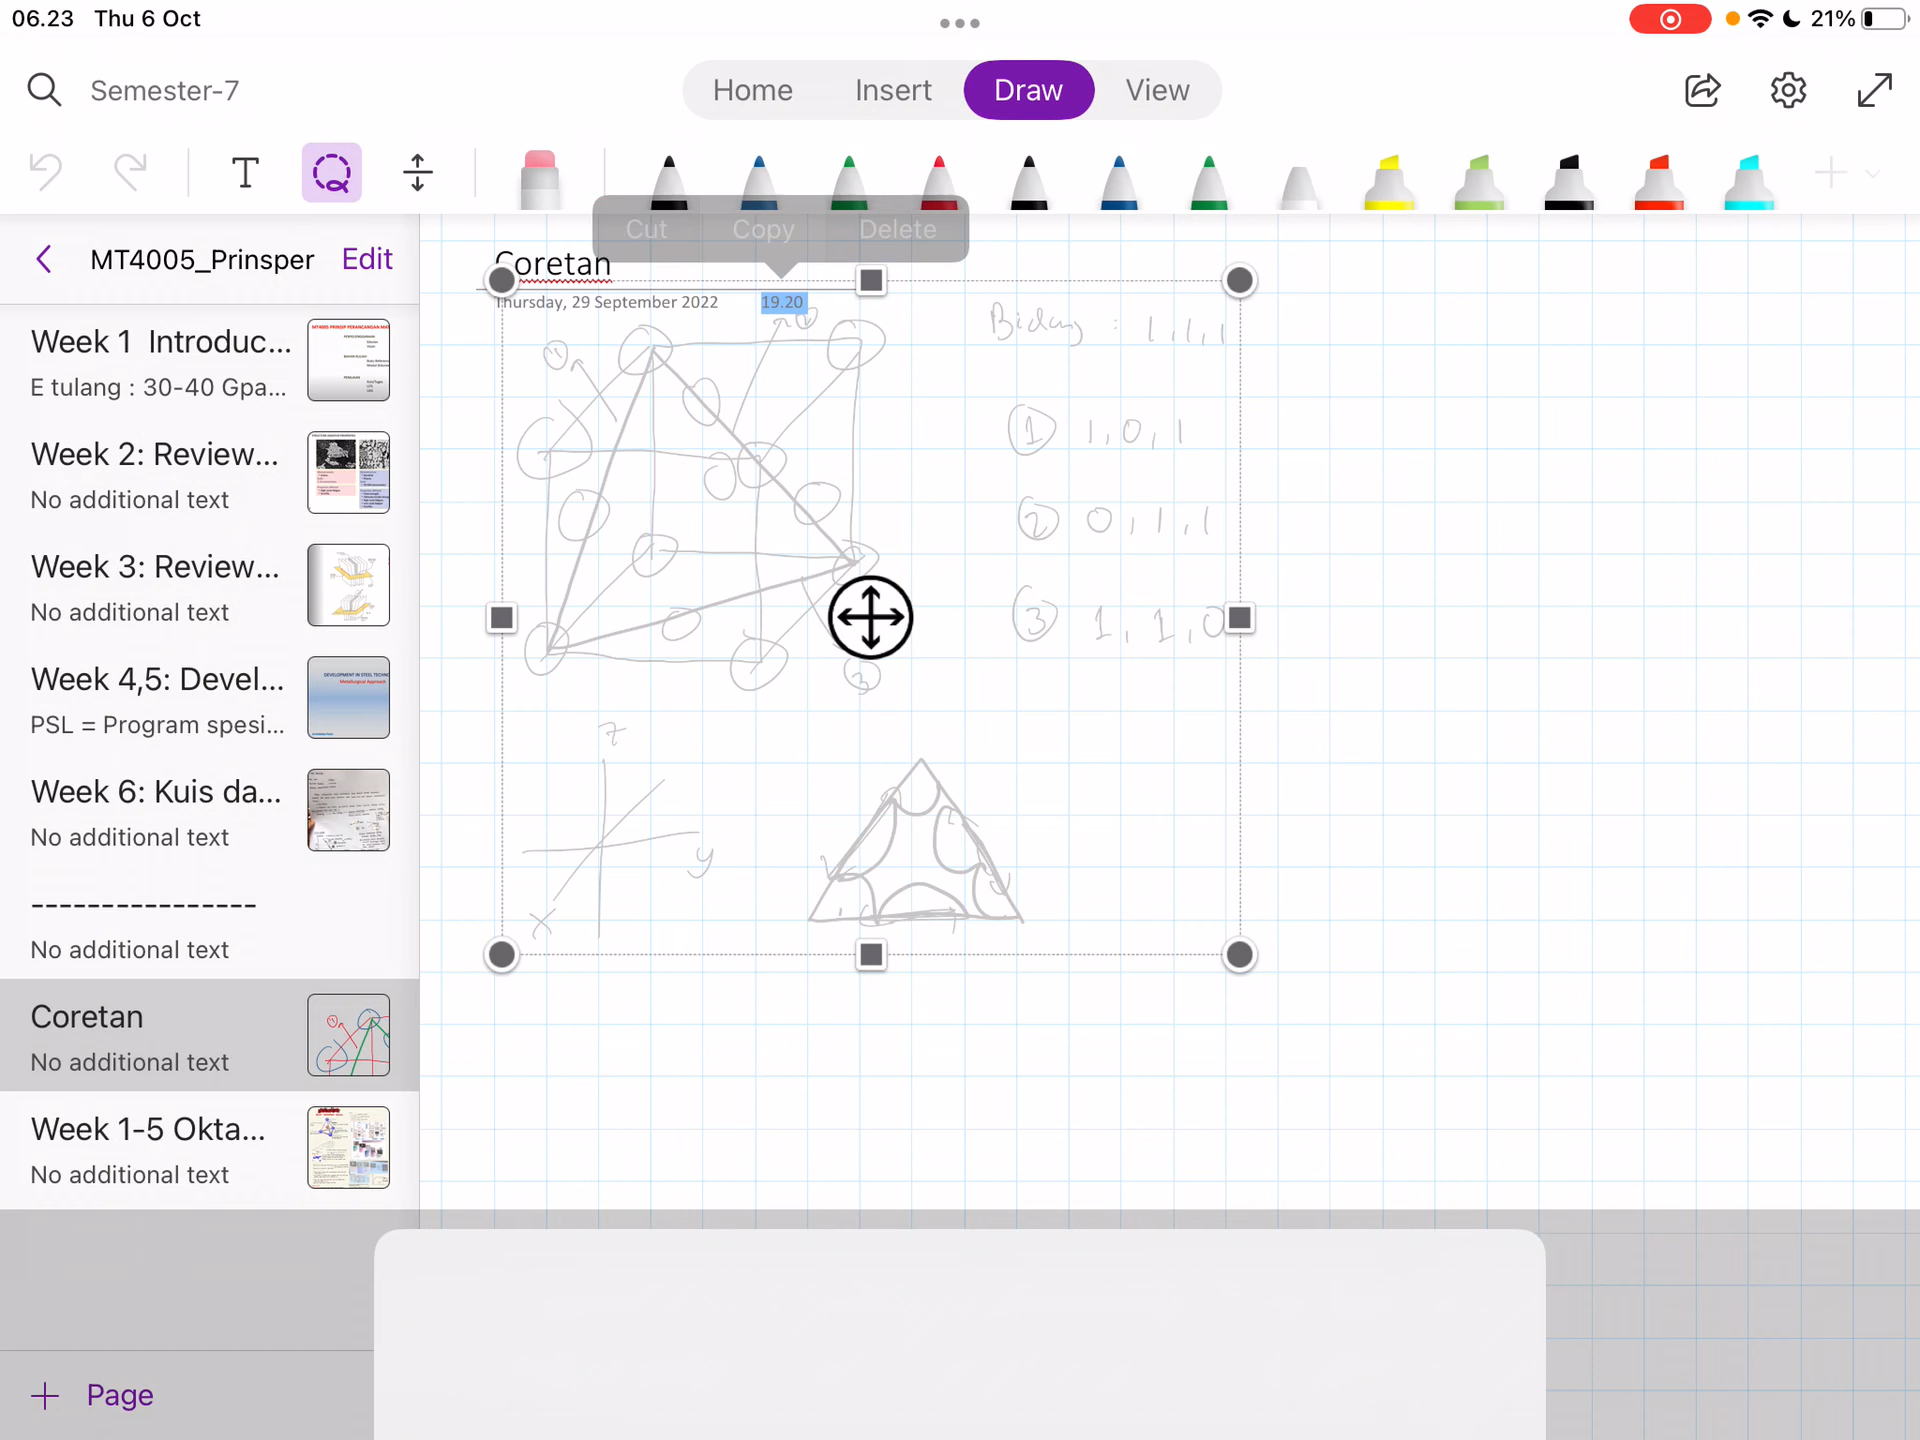 06.23 Thu 6 Oct
21%
Semester-7
Home Insert Draw View
T
Cut Copy Delete
MT4005_Prinsper Edit
Week 1 Introduc...
E tulang : 30-40 Gpa...
Week 2: Review...
No additional text
Week 3: Review...
No additional text
Week 4,5: Devel...
PSL = Program spesi...
Week 6: Kuis da...
No additional text
----------------
No additional text
Coretan
No additional text
Week 1-5 Okta...
No additional text
+ Page
Coretan
Thursday, 29 September 2022 19.20
Bidang : 1,1,1
① 1,0,1
② 0,1,1
③ 1,1,0
①
②
③
z
y
x